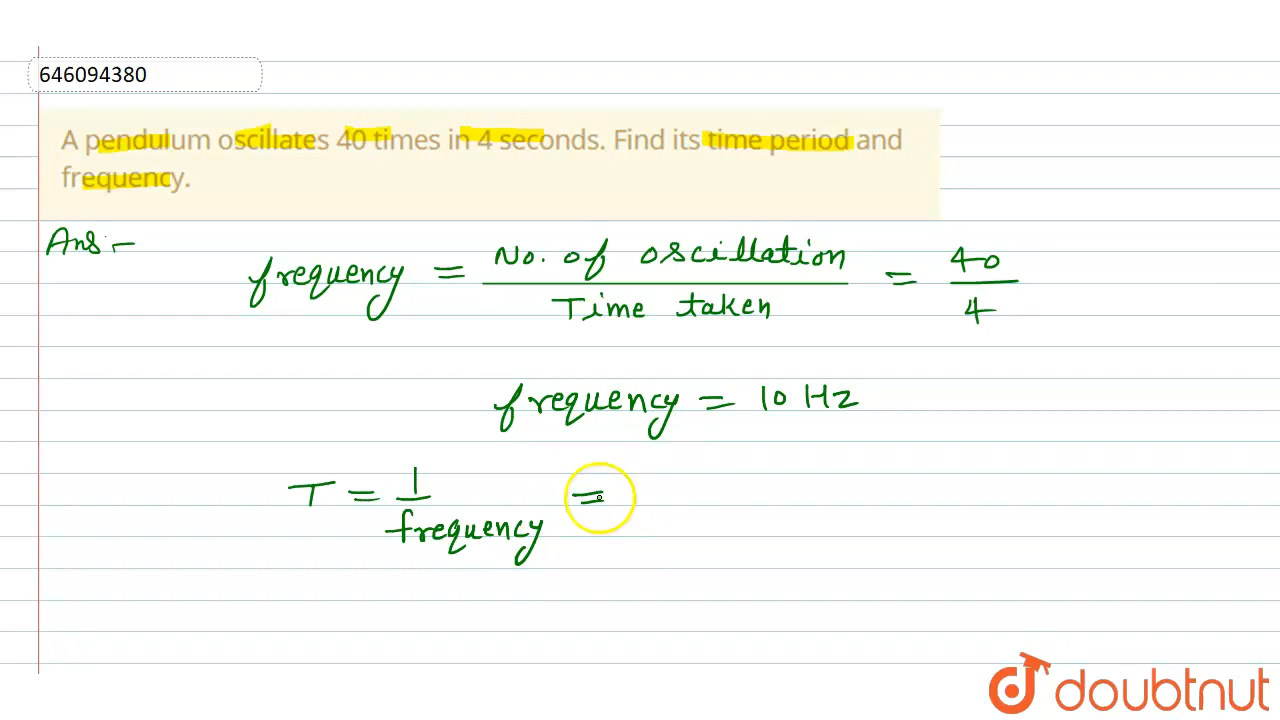 646094380
A pendulum oscillates 40 times in 4 seconds. Find its time period and
frequency.
Ans:-
frequency = No. of oscillation / Time taken = 40 / 4
frequency = 10 Hz
T = 1 / frequency =
doubtnut